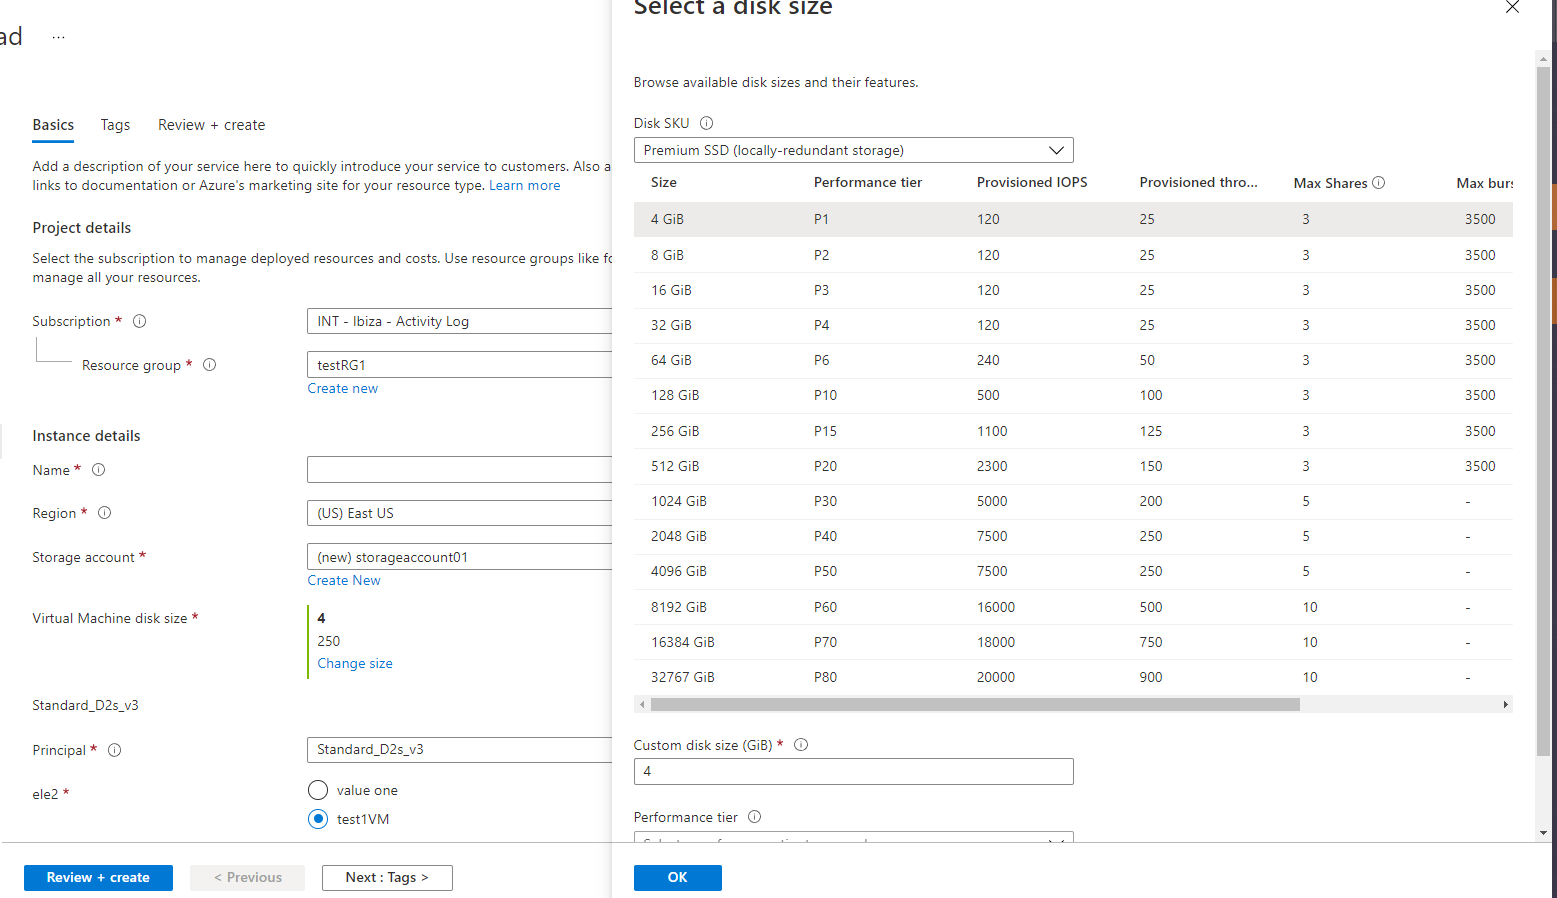 ad ...
Basics Tags Review + create
Add a description of your service here to quickly introduce your service to customers. Also a
links to documentation or Azure's marketing site for your resource type. Learn more
Project details
Select the subscription to manage deployed resources and costs. Use resource groups like fo
manage all your resources.
Subscription *
INT - Ibiza - Activity Log
Resource group *
testRG1
Create new
Instance details
Name *
Region *
(US) East US
Storage account *
(new) storageaccount01
Create New
Virtual Machine disk size *
4
250
Change size
Standard_D2s_v3
Principal *
Standard_D2s_v3
ele2 *
value one
test1VM
Review + create
< Previous
Next : Tags >
Select a disk size
Browse available disk sizes and their features.
Disk SKU
Premium SSD (locally-redundant storage)
Size Performance tier Provisioned IOPS Provisioned thro... Max Shares Max burs
4 GiB P1 120 25 3 3500
8 GiB P2 120 25 3 3500
16 GiB P3 120 25 3 3500
32 GiB P4 120 25 3 3500
64 GiB P6 240 50 3 3500
128 GiB P10 500 100 3 3500
256 GiB P15 1100 125 3 3500
512 GiB P20 2300 150 3 3500
1024 GiB P30 5000 200 5 -
2048 GiB P40 7500 250 5 -
4096 GiB P50 7500 250 5 -
8192 GiB P60 16000 500 10 -
16384 GiB P70 18000 750 10 -
32767 GiB P80 20000 900 10 -
Custom disk size (GiB) *
4
Performance tier
OK